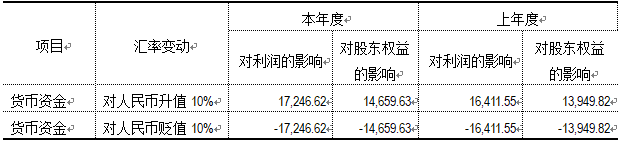 项目 汇率变动 本年度 上年度
对利润的影响 对股东权益的影响 对利润的影响 对股东权益的影响
货币资金 对人民币升值 10% 17,246.62 14,659.63 16,411.55 13,949.82
货币资金 对人民币贬值 10% -17,246.62 -14,659.63 -16,411.55 -13,949.82